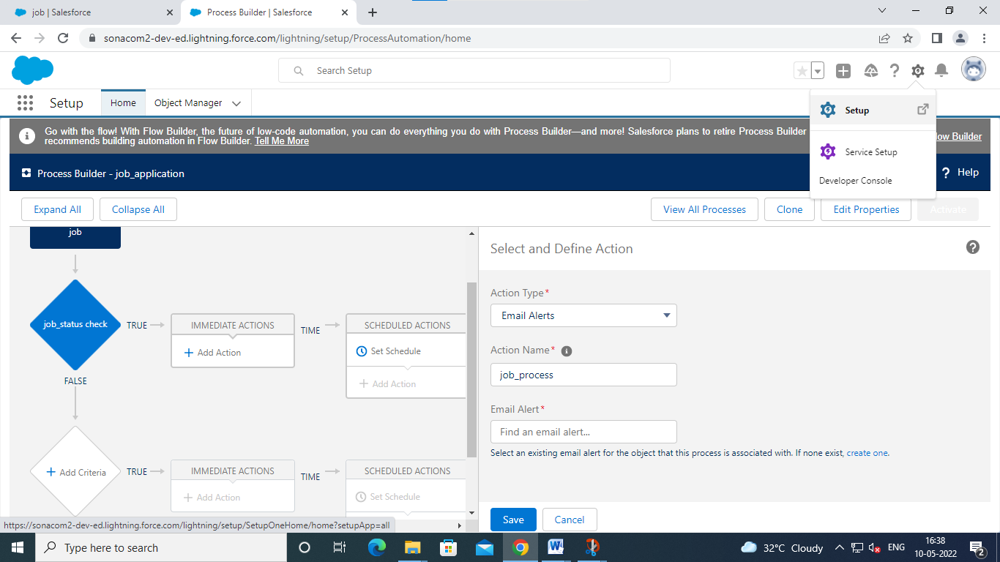 job | Salesforce
Process Builder | Salesforce
sonacom2-dev-ed.lightning.force.com/lightning/setup/ProcessAutomation/home
Search Setup
Setup
Home
Object Manager
Setup
Service Setup
Developer Console
Go with the flow! With Flow Builder, the future of low-code automation, you can do everything you do with Process Builder—and more! Salesforce plans to retire Process Builder
recommends building automation in Flow Builder. Tell Me More
low Builder
Process Builder - job_application
? Help
Expand All
Collapse All
View All Processes
Clone
Edit Properties
Activate
job
job_status check
TRUE
IMMEDIATE ACTIONS
+ Add Action
TIME
SCHEDULED ACTIONS
Set Schedule
+ Add Action
FALSE
+ Add Criteria
TRUE
IMMEDIATE ACTIONS
+ Add Action
TIME
SCHEDULED ACTIONS
Set Schedule
Select and Define Action
Action Type*
Email Alerts
Action Name*
job_process
Email Alert*
Find an email alert...
Select an existing email alert for the object that this process is associated with. If none exist, create one.
Save
Cancel
https://sonacom2-dev-ed.lightning.force.com/lightning/setup/SetupOneHome/home?setupApp=all
Type here to search
32°C Cloudy
ENG
16:38
10-05-2022
2